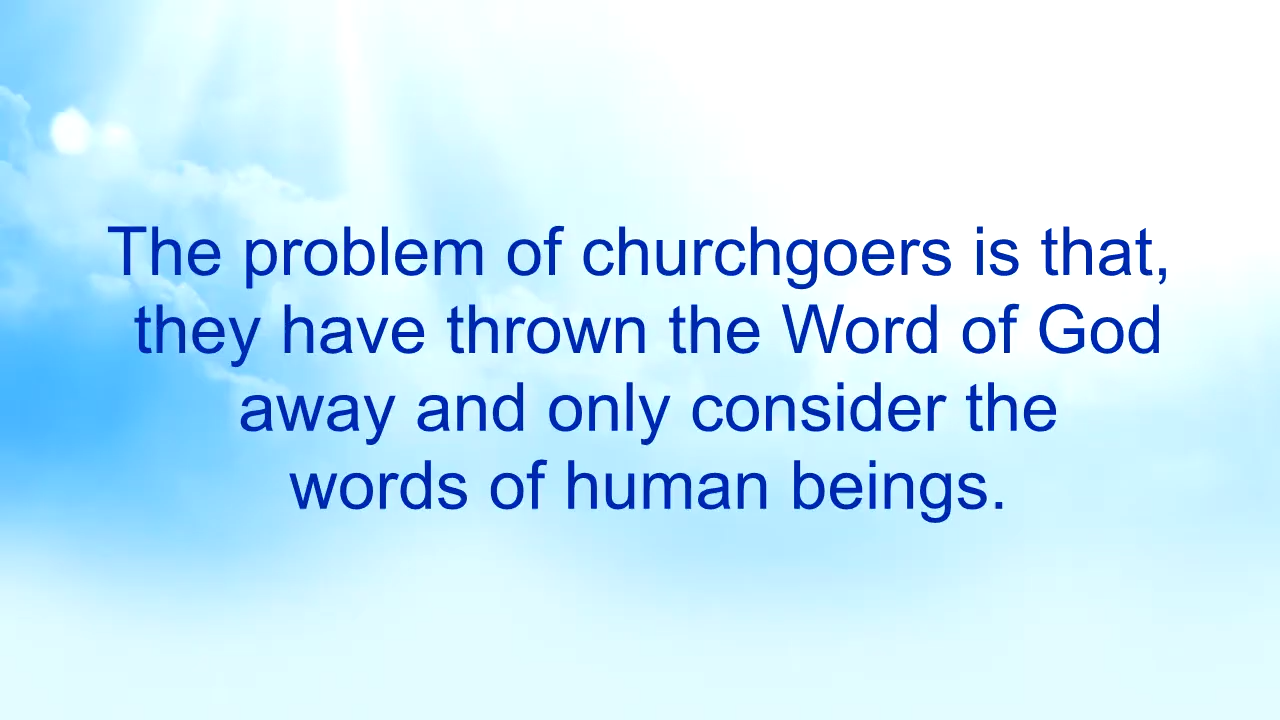 The problem of churchgoers is that,
they have thrown the Word of God
away and only consider the
words of human beings.